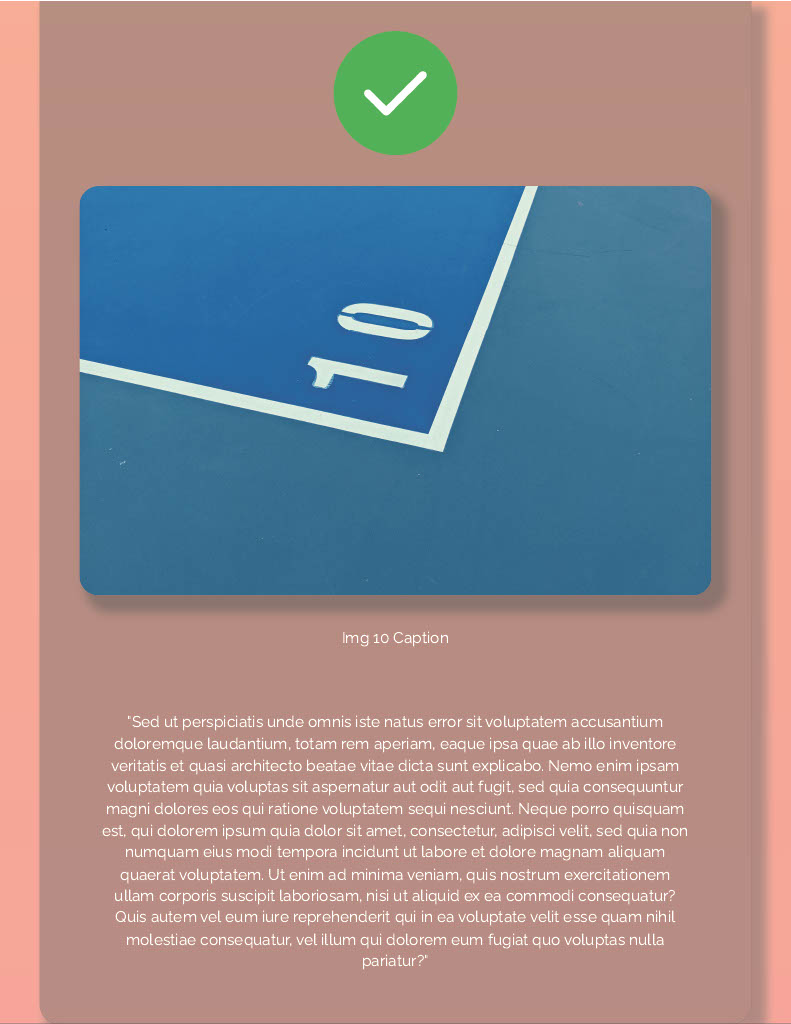 10
Img 10 Caption
"Sed ut perspiciatis unde omnis iste natus error sit voluptatem accusantium
doloremque laudantium, totam rem aperiam, eaque ipsa quae ab illo inventore
veritatis et quasi architecto beatae vitae dicta sunt explicabo. Nemo enim ipsam
voluptatem quia voluptas sit aspernatur aut odit aut fugit, sed quia consequuntur
magni dolores eos qui ratione voluptatem sequi nesciunt. Neque porro quisquam
est, qui dolorem ipsum quia dolor sit amet, consectetur, adipisci velit, sed quia non
numquam eius modi tempora incidunt ut labore et dolore magnam aliquam
quaerat voluptatem. Ut enim ad minima veniam, quis nostrum exercitationem
ullam corporis suscipit laboriosam, nisi ut aliquid ex ea commodi consequatur?
Quis autem vel eum iure reprehenderit qui in ea voluptate velit esse quam nihil
molestiae consequatur, vel illum qui dolorem eum fugiat quo voluptas nulla
pariatur?"